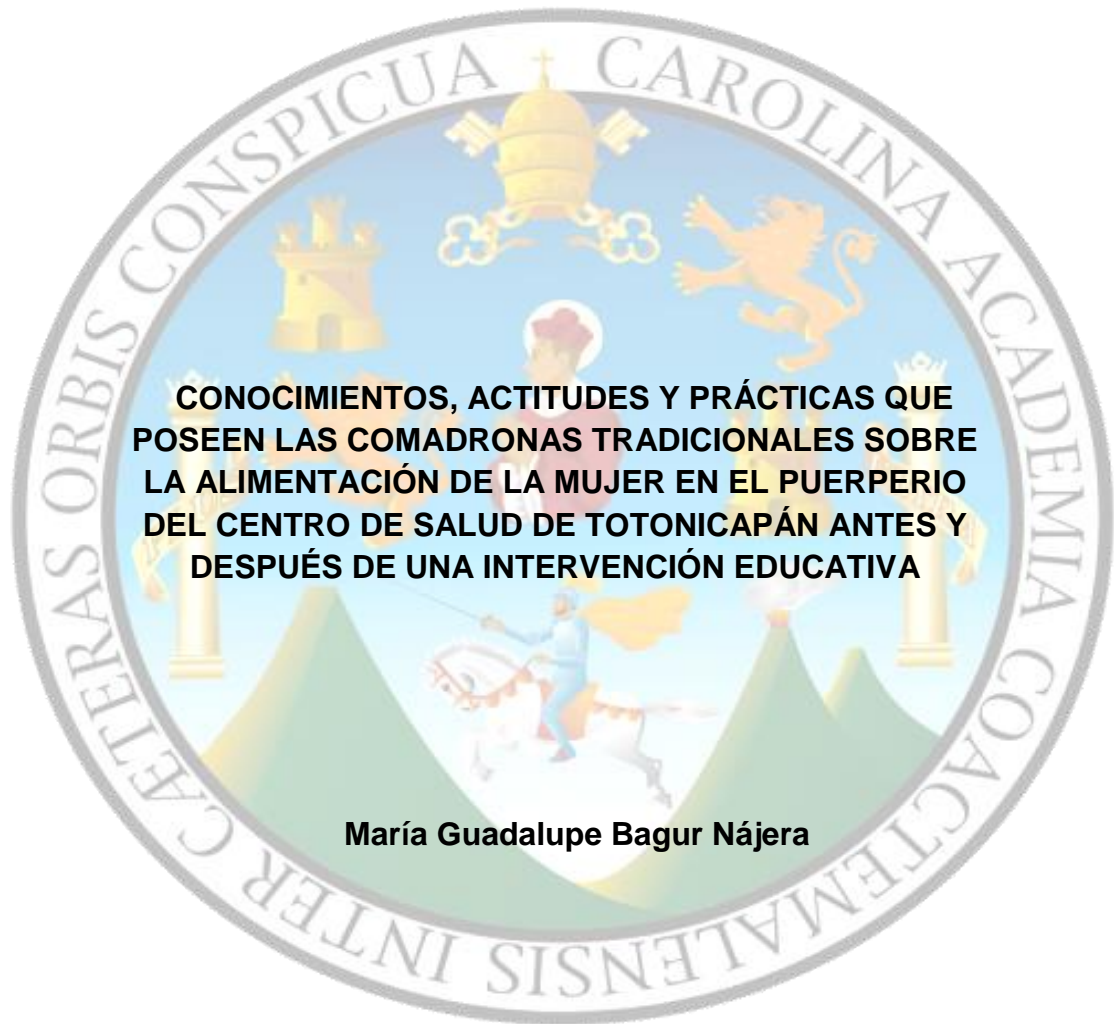 CAROLINA ACADEMIA COACTEMALENSIS INTER CÆTERAS ORBIS CONSPICUA
CONOCIMIENTOS, ACTITUDES Y PRÁCTICAS QUE
POSEEN LAS COMADRONAS TRADICIONALES SOBRE
LA ALIMENTACIÓN DE LA MUJER EN EL PUERPERIO
DEL CENTRO DE SALUD DE TOTONICAPÁN ANTES Y
DESPUÉS DE UNA INTERVENCIÓN EDUCATIVA
María Guadalupe Bagur Nájera